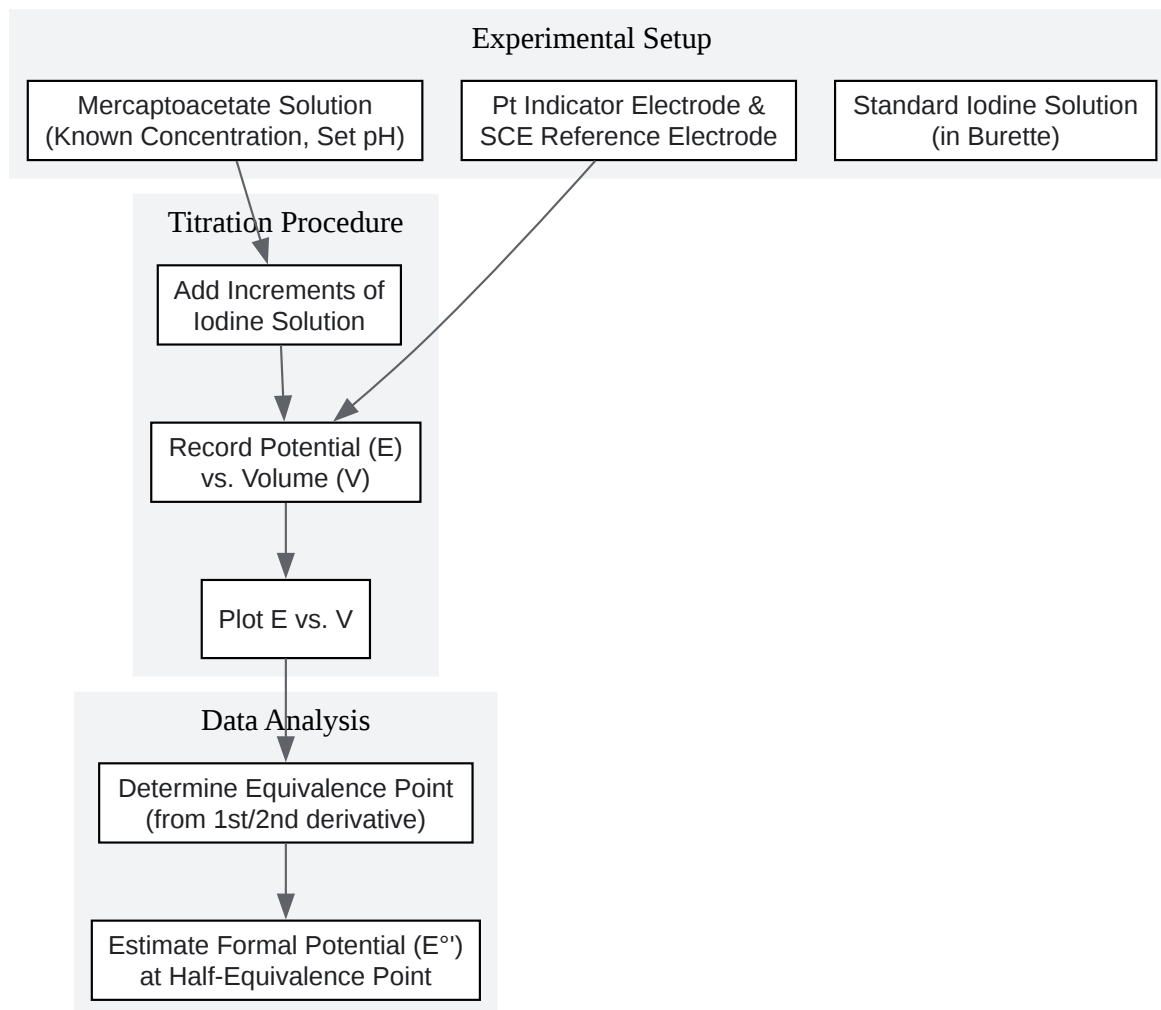 Experimental Setup
Mercaptoacetate Solution
(Known Concentration, Set pH)
Pt Indicator Electrode &
SCE Reference Electrode
Standard Iodine Solution
(in Burette)
Titration Procedure
Add Increments of
Iodine Solution
Record Potential (E)
vs. Volume (V)
Plot E vs. V
Data Analysis
Determine Equivalence Point
(from 1st/2nd derivative)
Estimate Formal Potential (E°')
at Half-Equivalence Point